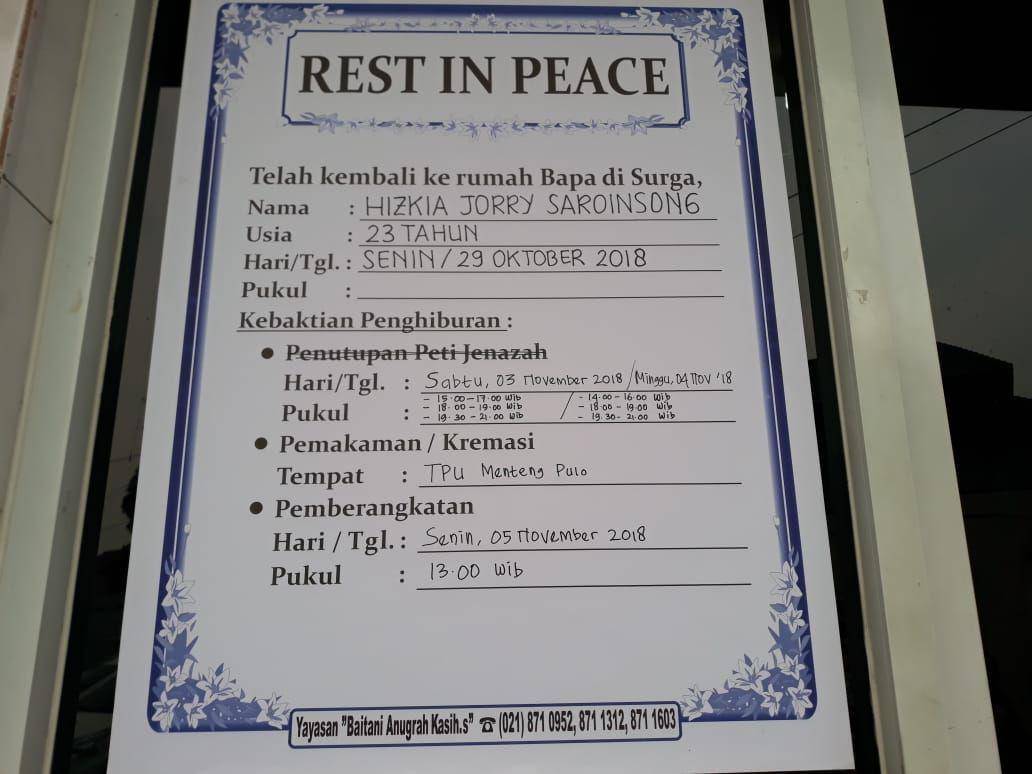 REST IN PEACE
Telah kembali ke rumah Bapa di Surga,
Nama : HIZKIA JORRY SAROINSONG
Usia : 23 TAHUN
Hari/Tgl. : SENIN / 29 OKTOBER 2018
Pukul :
Kebaktian Penghiburan :
• Penutupan Peti Jenazah
Hari/Tgl. : Sabtu, 03 November 2018 / Minggu, 04 Nov '18
Pukul : - 15.00 - 17.00 Wib / - 14.00 - 16.00 Wib
- 18.00 - 19.00 Wib - 18.00 - 19.00 Wib
- 19.30 - 21.00 Wib - 19.30 - 21.00 Wib
• Pemakaman / Kremasi
Tempat : TPU Menteng Pulo
• Pemberangkatan
Hari / Tgl. : Senin, 05 November 2018
Pukul : 13.00 Wib
Yayasan "Baitani Anugrah Kasih.s" ☎ (021) 871 0952, 871 1312, 871 1603